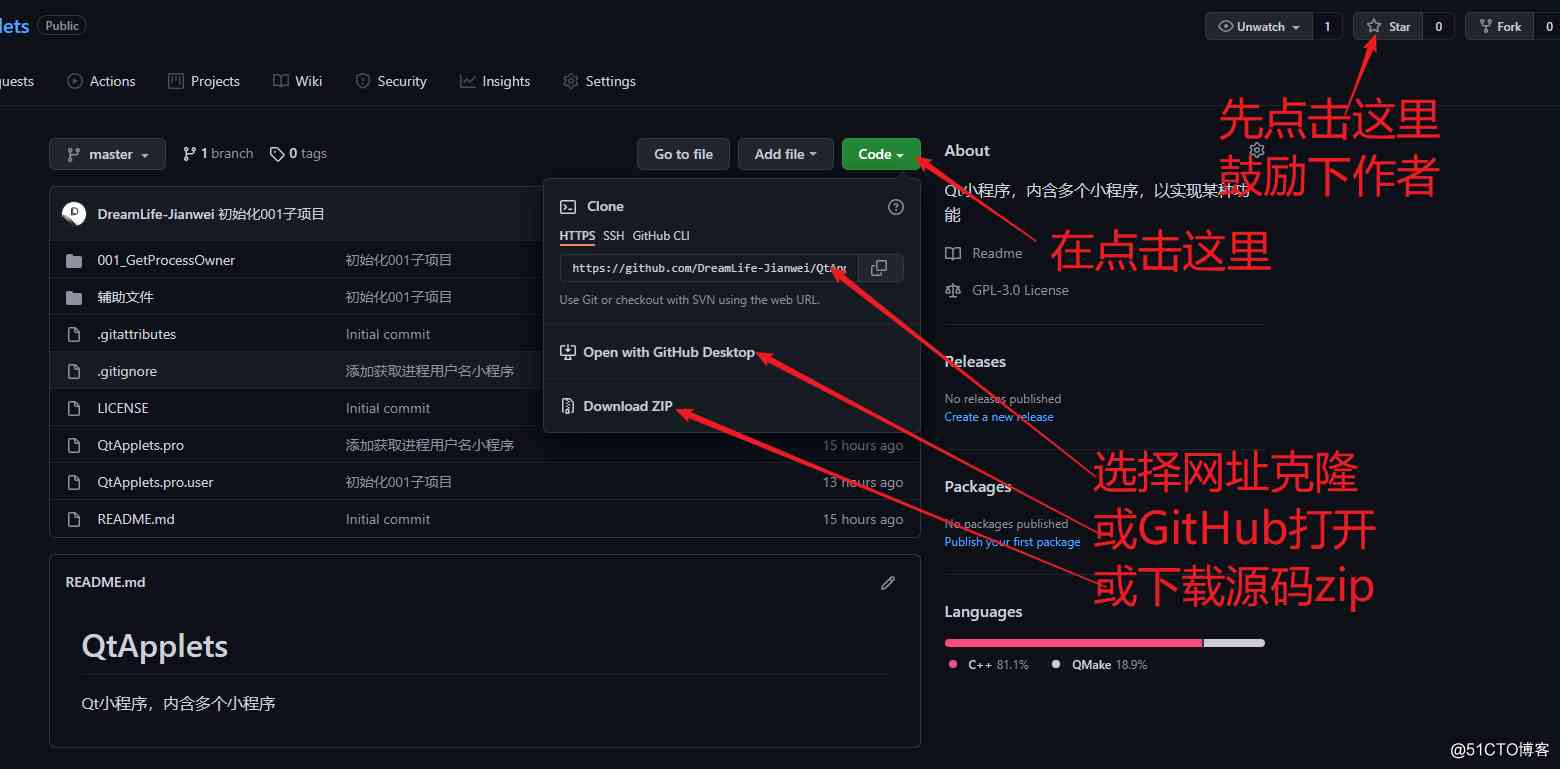 lets Public
Unwatch 1 Star 0 Fork 0
quests Actions Projects Wiki Security Insights Settings
先点击这里
鼓励下作者
master 1 branch 0 tags Go to file Add file Code
About
Qt小程序，内含多个小程序，以实现某种功
能
Readme
GPL-3.0 License
在点击这里
DreamLife-Jianwei 初始化001子项目
Clone
HTTPS SSH GitHub CLI
https://github.com/DreamLife-Jianwei/QtApp
Use Git or checkout with SVN using the web URL.
Open with GitHub Desktop
Download ZIP
001_GetProcessOwner 初始化001子项目
辅助文件 初始化001子项目
.gitattributes Initial commit
.gitignore 添加获取进程用户名小程序
LICENSE Initial commit
QtApplets.pro 添加获取进程用户名小程序 15 hours ago
QtApplets.pro.user 初始化001子项目 13 hours ago
README.md Initial commit 15 hours ago
Releases
No releases published
Create a new release
Packages
No packages published
Publish your first package
选择网址克隆
或GitHub打开
或下载源码zip
Languages
C++ 81.1% QMake 18.9%
README.md
QtApplets
Qt小程序，内含多个小程序
@51CTO博客